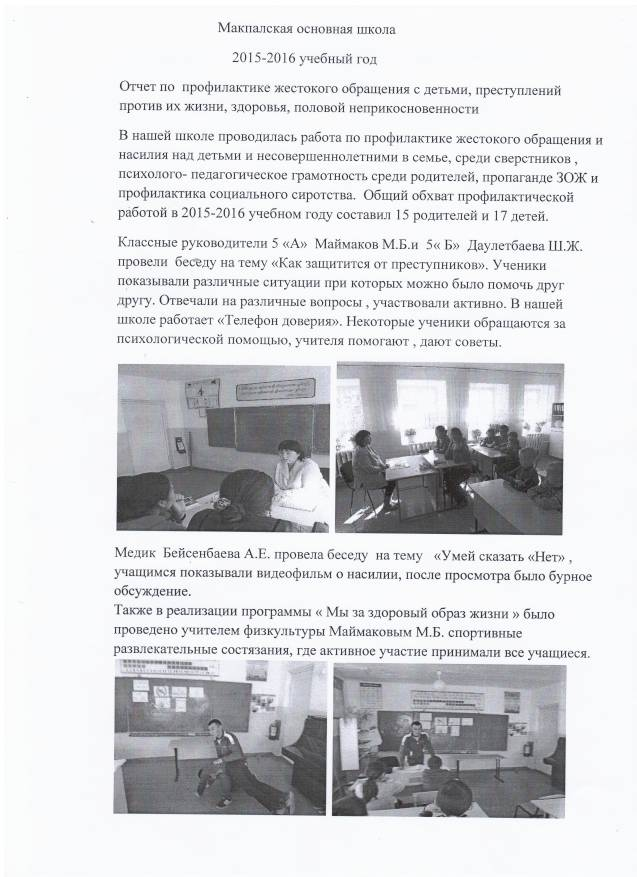 Макпалская основная школа
2015-2016 учебный год
Отчет по  профилактике жестокого обращения с детьми, преступлений
против их жизни, здоровья, половой неприкосновенности
В нашей школе проводилась работа по профилактике жестокого обращения и
насилия над детьми и несовершеннолетними в семье, среди сверстников ,
психолого- педагогическое грамотность среди родителей, пропаганде ЗОЖ и
профилактика социального сиротства.  Общий обхват профилактической
работой в 2015-2016 учебном году составил 15 родителей и 17 детей.
Классные руководители 5 «А»  Маймаков М.Б.и  5« Б»  Даулетбаева Ш.Ж.
провели  беседу на тему «Как защитится от преступников». Ученики
показывали различные ситуации при которых можно было помочь друг
другу. Отвечали на различные вопросы , участвовали активно. В нашей
школе работает «Телефон доверия». Некоторые ученики обращаются за
психологической помощью, учителя помогают , дают советы.
Медик  Бейсенбаева А.Е. провела беседу  на тему   «Умей сказать «Нет» ,
учащимся показывали видеофильм о насилии, после просмотра было бурное
обсуждение.
Также в реализации программы « Мы за здоровый образ жизни » было
проведено учителем физкультуры Маймаковым М.Б. спортивные
развлекательные состязания, где активное участие принимали все учащиеся.